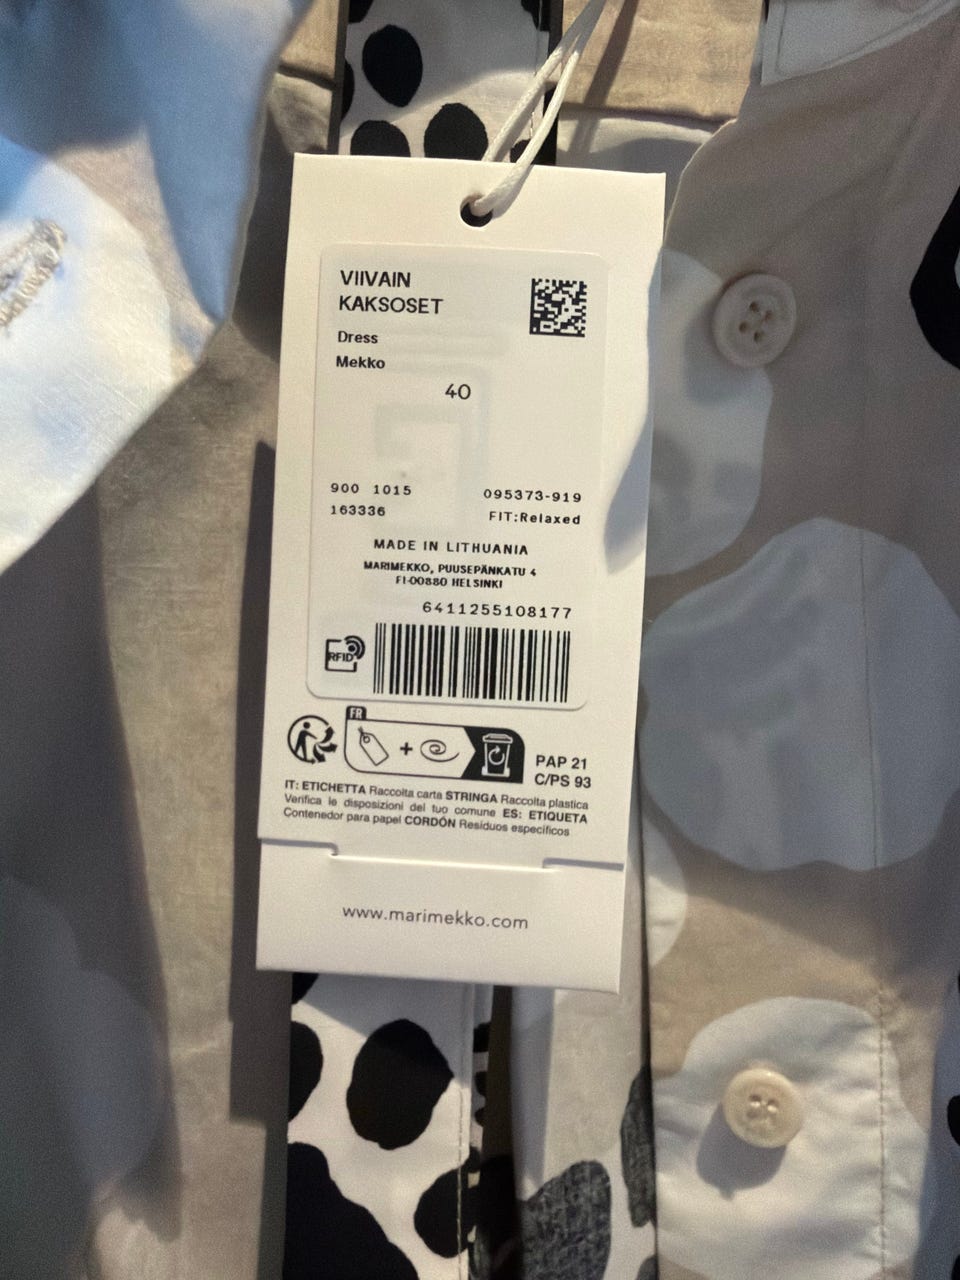 VIIVAIN
KAKSOSET
Dress
Mekko
40
900 1015 095373-919
163336 FIT:Relaxed
MADE IN LITHUANIA
MARIMEKKO, PUUSEPÄNKATU 4
FI-00880 HELSINKI
6411255108177
RFID
FR
+
PAP 21
C/PS 93
IT: ETICHETTA Raccolta carta STRINGA Raccolta plastica
Verifica le disposizioni del tuo comune ES: ETIQUETA
Contenedor para papel CORDÓN Residuos específicos
www.marimekko.com